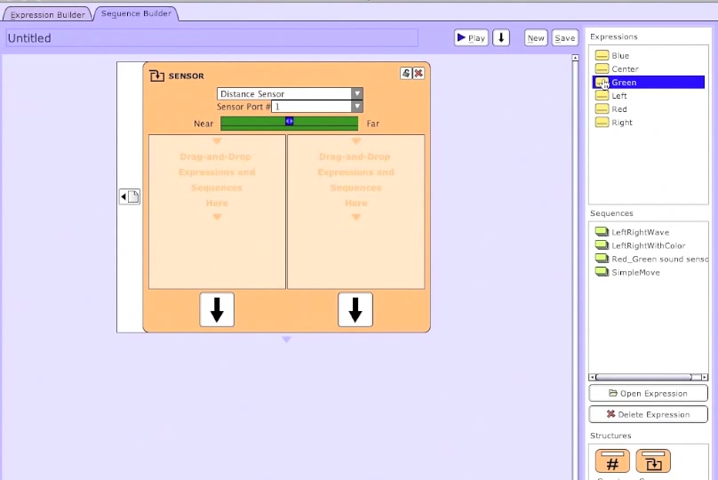 Expression Builder
Sequence Builder
Untitled
Play
New
Save
SENSOR
Distance Sensor
Sensor Port # 1
Near
Far
Drag-and-Drop
Expressions and
Sequences
Here
Drag-and-Drop
Expressions and
Sequences
Here
Expressions
Blue
Center
Green
Left
Red
Right
Sequences
LeftRightWave
LeftRightWithColor
Red_Green sound senso
SimpleMove
Open Expression
Delete Expression
Structures
#